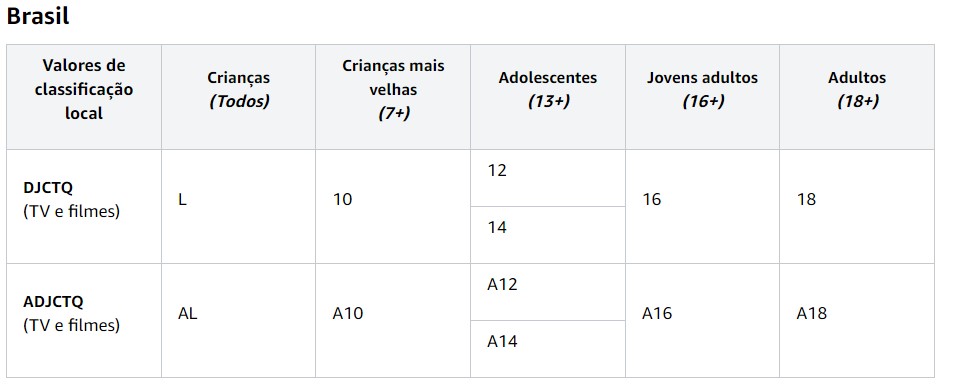 Brasil
Valores de
classificação
local
Crianças
(Todos)
Crianças mais
velhas
(7+)
Adolescentes
(13+)
Jovens adultos
(16+)
Adultos
(18+)
DJCTQ
(TV e filmes)
L
10
12
14
16
18
ADJCTQ
(TV e filmes)
AL
A10
A12
A14
A16
A18